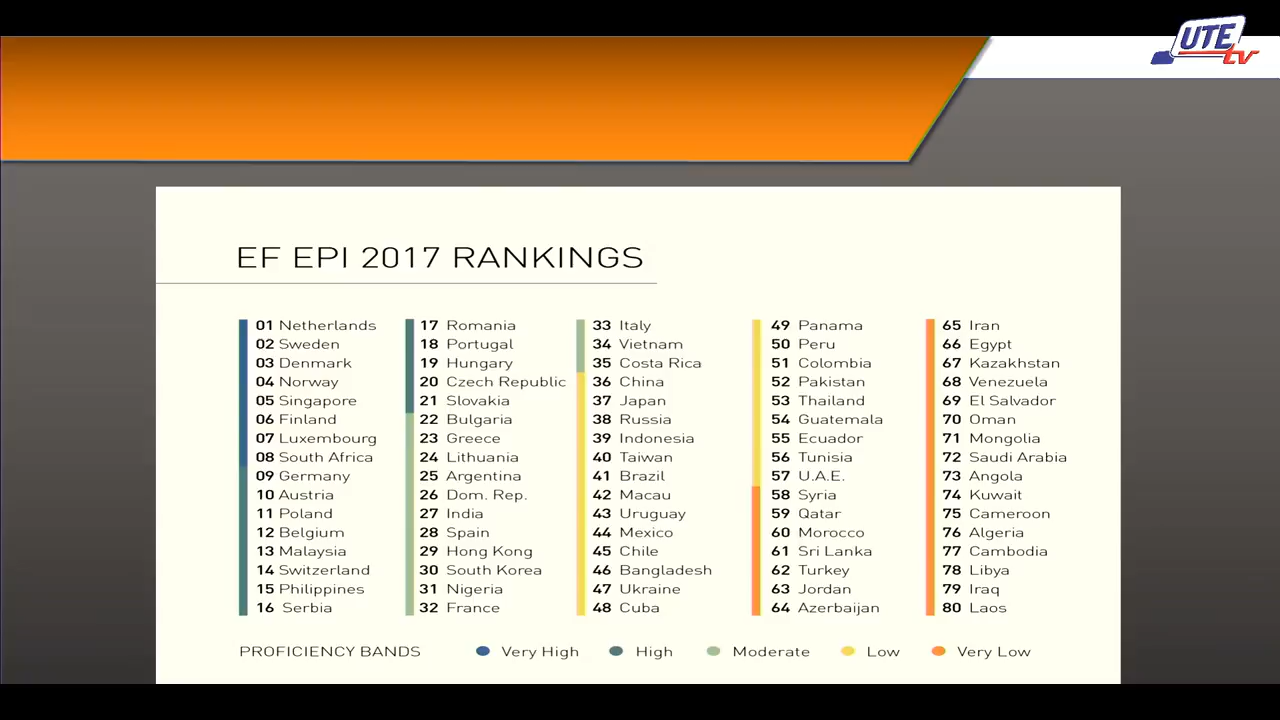 UTE
tv
EF EPI 2017 RANKINGS
01 Netherlands
02 Sweden
03 Denmark
04 Norway
05 Singapore
06 Finland
07 Luxembourg
08 South Africa
09 Germany
10 Austria
11 Poland
12 Belgium
13 Malaysia
14 Switzerland
15 Philippines
16 Serbia
17 Romania
18 Portugal
19 Hungary
20 Czech Republic
21 Slovakia
22 Bulgaria
23 Greece
24 Lithuania
25 Argentina
26 Dom. Rep.
27 India
28 Spain
29 Hong Kong
30 South Korea
31 Nigeria
32 France
33 Italy
34 Vietnam
35 Costa Rica
36 China
37 Japan
38 Russia
39 Indonesia
40 Taiwan
41 Brazil
42 Macau
43 Uruguay
44 Mexico
45 Chile
46 Bangladesh
47 Ukraine
48 Cuba
49 Panama
50 Peru
51 Colombia
52 Pakistan
53 Thailand
54 Guatemala
55 Ecuador
56 Tunisia
57 U.A.E.
58 Syria
59 Qatar
60 Morocco
61 Sri Lanka
62 Turkey
63 Jordan
64 Azerbaijan
65 Iran
66 Egypt
67 Kazakhstan
68 Venezuela
69 El Salvador
70 Oman
71 Mongolia
72 Saudi Arabia
73 Angola
74 Kuwait
75 Cameroon
76 Algeria
77 Cambodia
78 Libya
79 Iraq
80 Laos
PROFICIENCY BANDS Very High High Moderate Low Very Low